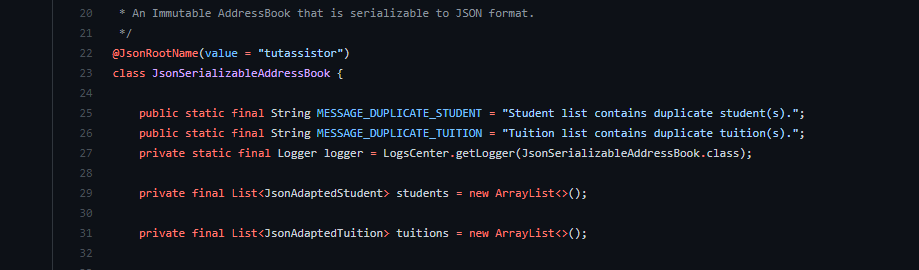 20 * An Immutable AddressBook that is serializable to JSON format.
21 */
22 @JsonRootName(value = "tutassistor")
23 class JsonSerializableAddressBook {
24
25 public static final String MESSAGE_DUPLICATE_STUDENT = "Student list contains duplicate student(s).";
26 public static final String MESSAGE_DUPLICATE_TUITION = "Tuition list contains duplicate tuition(s).";
27 private static final Logger logger = LogsCenter.getLogger(JsonSerializableAddressBook.class);
28
29 private final List<JsonAdaptedStudent> students = new ArrayList<>();
30
31 private final List<JsonAdaptedTuition> tuitions = new ArrayList<>();
32